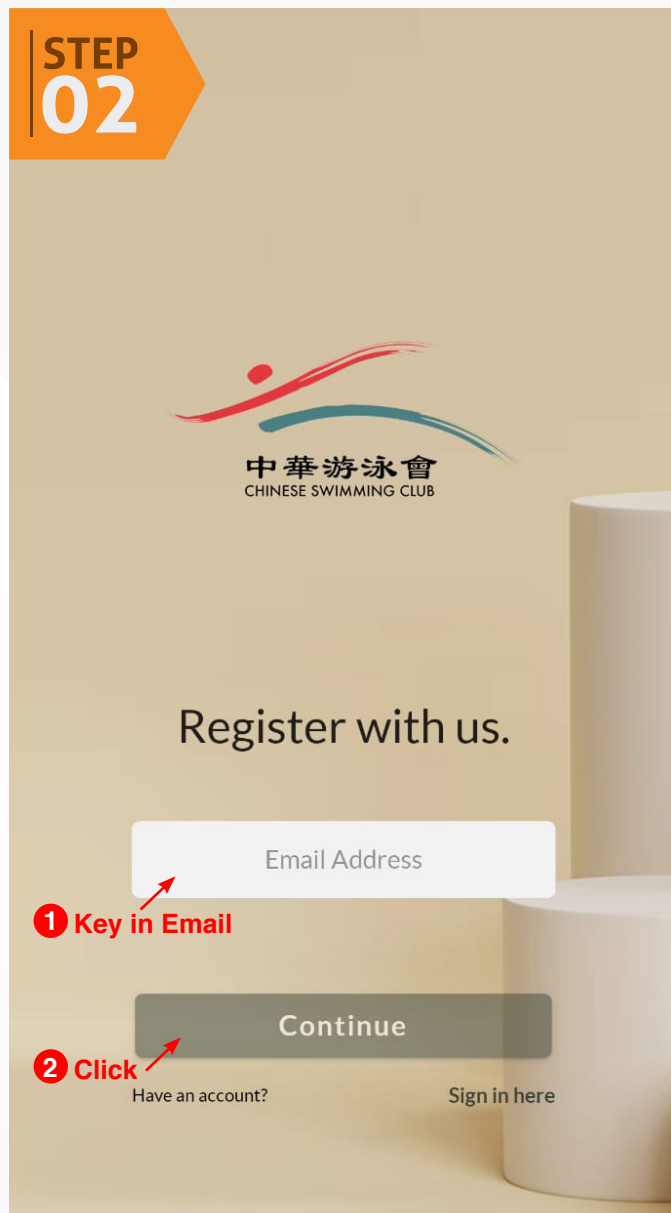 STEP
02
中華游泳會
CHINESE SWIMMING CLUB
Register with us.
Email Address
1 Key in Email
Continue
2 Click
Have an account? Sign in here